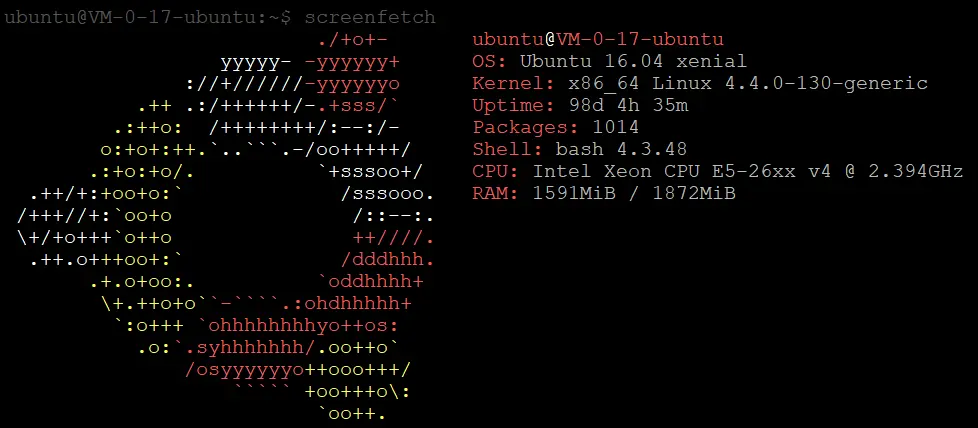 ubuntu@VM-0-17-ubuntu:~$ screenfetch
                          ./+o+-       ubuntu@VM-0-17-ubuntu
                  yyyyy- -yyyyyy+      OS: Ubuntu 16.04 xenial
               ://+//////-yyyyyyo      Kernel: x86_64 Linux 4.4.0-130-generic
           .++ .:/++++++/-.+sss/`      Uptime: 98d 4h 35m
         .:++o:  /++++++++/:--:/-      Packages: 1014
        o:+o+:++.`..```.-/oo+++++/     Shell: bash 4.3.48
       .:+o:+o/.          `+sssoo+/    CPU: Intel Xeon CPU E5-26xx v4 @ 2.394GHz
  .++/+:+oo+o:`             /sssooo.   RAM: 1591MiB / 1872MiB
 /+++//+:`oo+o               /::--:.
 \+/+o+++`o++o               ++////.
  .++.o+++oo+:`             /dddhhh.
       .+.o+oo:.          `oddhhhh+
        \+.++o+o``-````.:ohdhhhhh+
         `:o+++ `ohhhhhhhhyo++os:
           .o:`.syhhhhhhh/.oo++o`
               /osyyyyyyo++ooo+++/
                   ````` +oo+++o\:
                          `oo++.